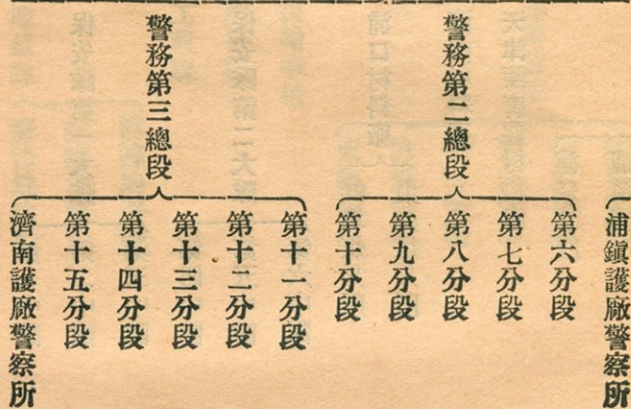 浦鎭護廠警察所
警務第二總段
第六分段
第七分段
第八分段
第九分段
第十分段
警務第三總段
第十一分段
第十二分段
第十三分段
第十四分段
第十五分段
濟南護廠警察所